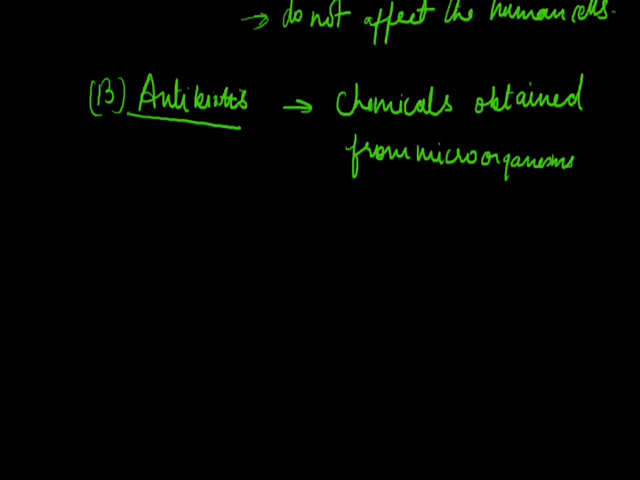 → do not affect the human cells.
(B) Antibiotics → Chemicals obtained
from microorganisms